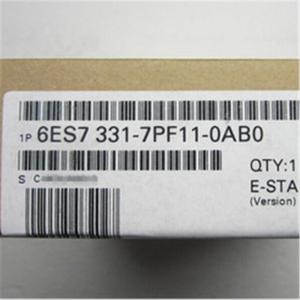 1P 6ES7 331-7PF11-0AB0
S C
QTY:1
E-STA
(Version)